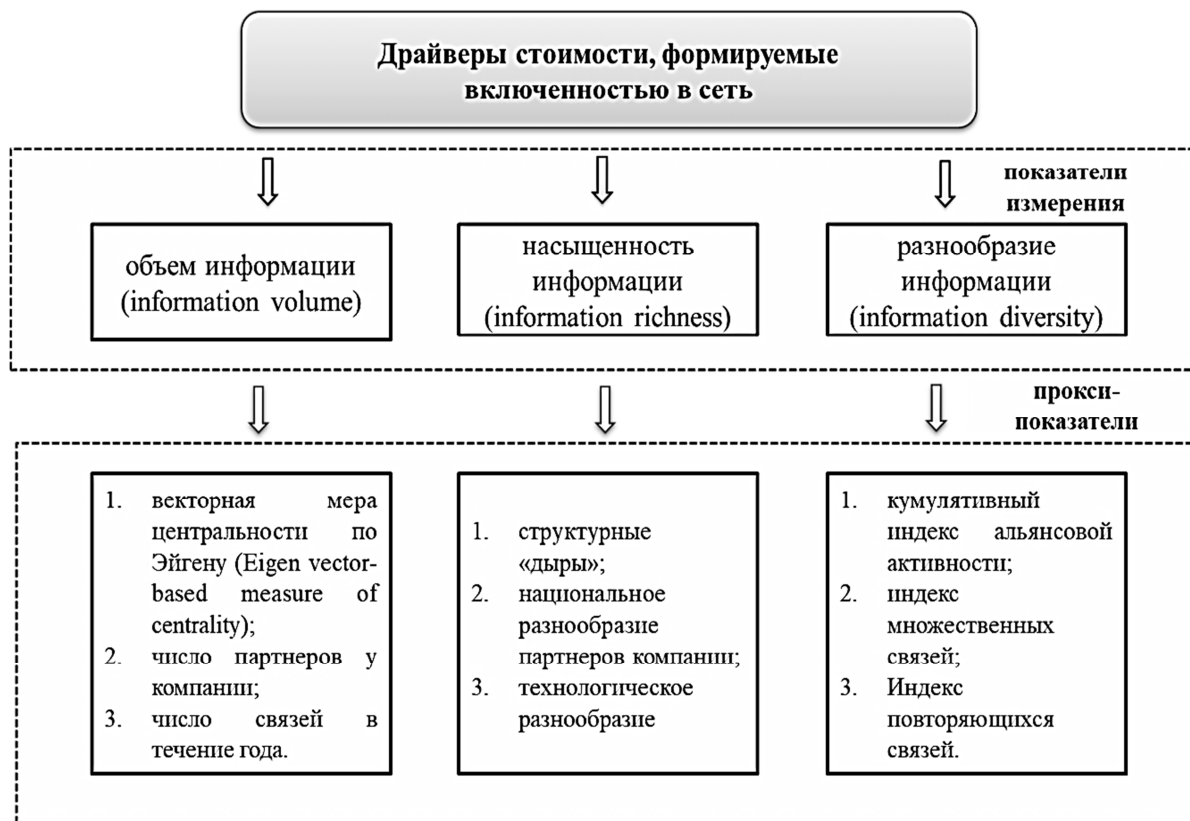 Драйверы стоимости, формируемые
включенностью в сеть
показатели
измерения
объем информации
(information volume)
насыщенность
информации
(information richness)
разнообразие
информации
(information diversity)
прокси-
показатели
1. векторная мера
центральности по
Эйгену (Eigen vector-
based measure of
centrality);
2. число партнеров у
компании;
3. число связей в
течение года.
1. структурные
«дыры»;
2. национальное
разнообразие
партнеров компании;
3. технологическое
разнообразие
1. кумулятивный
индекс альянсовой
активности;
2. индекс
множественных
связей;
3. Индекс
повторяющихся
связей.